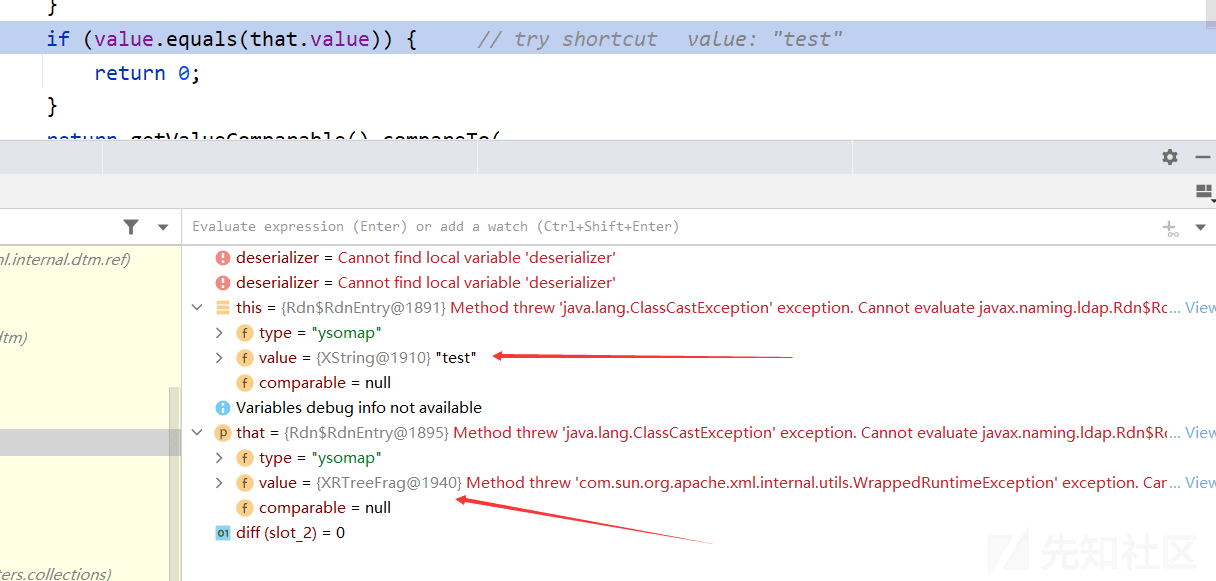 }
if (value.equals(that.value)) { // try shortcut value: "test"
return 0;
}
return getValueComparable().compareTo(
Evaluate expression (Enter) or add a watch (Ctrl+Shift+Enter)
nl.internal.dtm.ref)
deserializer = Cannot find local variable 'deserializer'
deserializer = Cannot find local variable 'deserializer'
this = {Rdn$RdnEntry@1891} Method threw 'java.lang.ClassCastException' exception. Cannot evaluate javax.naming.ldap.Rdn$Rc... View
dtm)
f type = "ysomap"
f value = {XString@1910} "test"
f comparable = null
Variables debug info not available
p that = {Rdn$RdnEntry@1895} Method threw 'java.lang.ClassCastException' exception. Cannot evaluate javax.naming.ldap.Rdn$Rc... View
f type = "ysomap"
f value = {XRTreeFrag@1940} Method threw 'com.sun.org.apache.xml.internal.utils.WrappedRuntimeException' exception. Car... View
f comparable = null
01 diff (slot_2) = 0
ters.collections)
先知社区